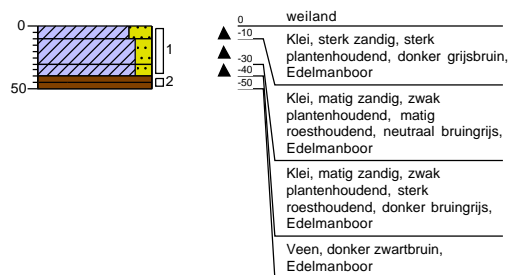 0
50
1
2
0
-10
-30
-40
-50
weiland
Klei, sterk zandig, sterk
plantenhoudend, donker grijsbruin,
Edelmanboor
Klei, matig zandig, zwak
plantenhoudend, matig
roesthoudend, neutraal bruingrijs,
Edelmanboor
Klei, matig zandig, zwak
plantenhoudend, sterk
roesthoudend, donker bruingrijs,
Edelmanboor
Veen, donker zwartbruin,
Edelmanboor